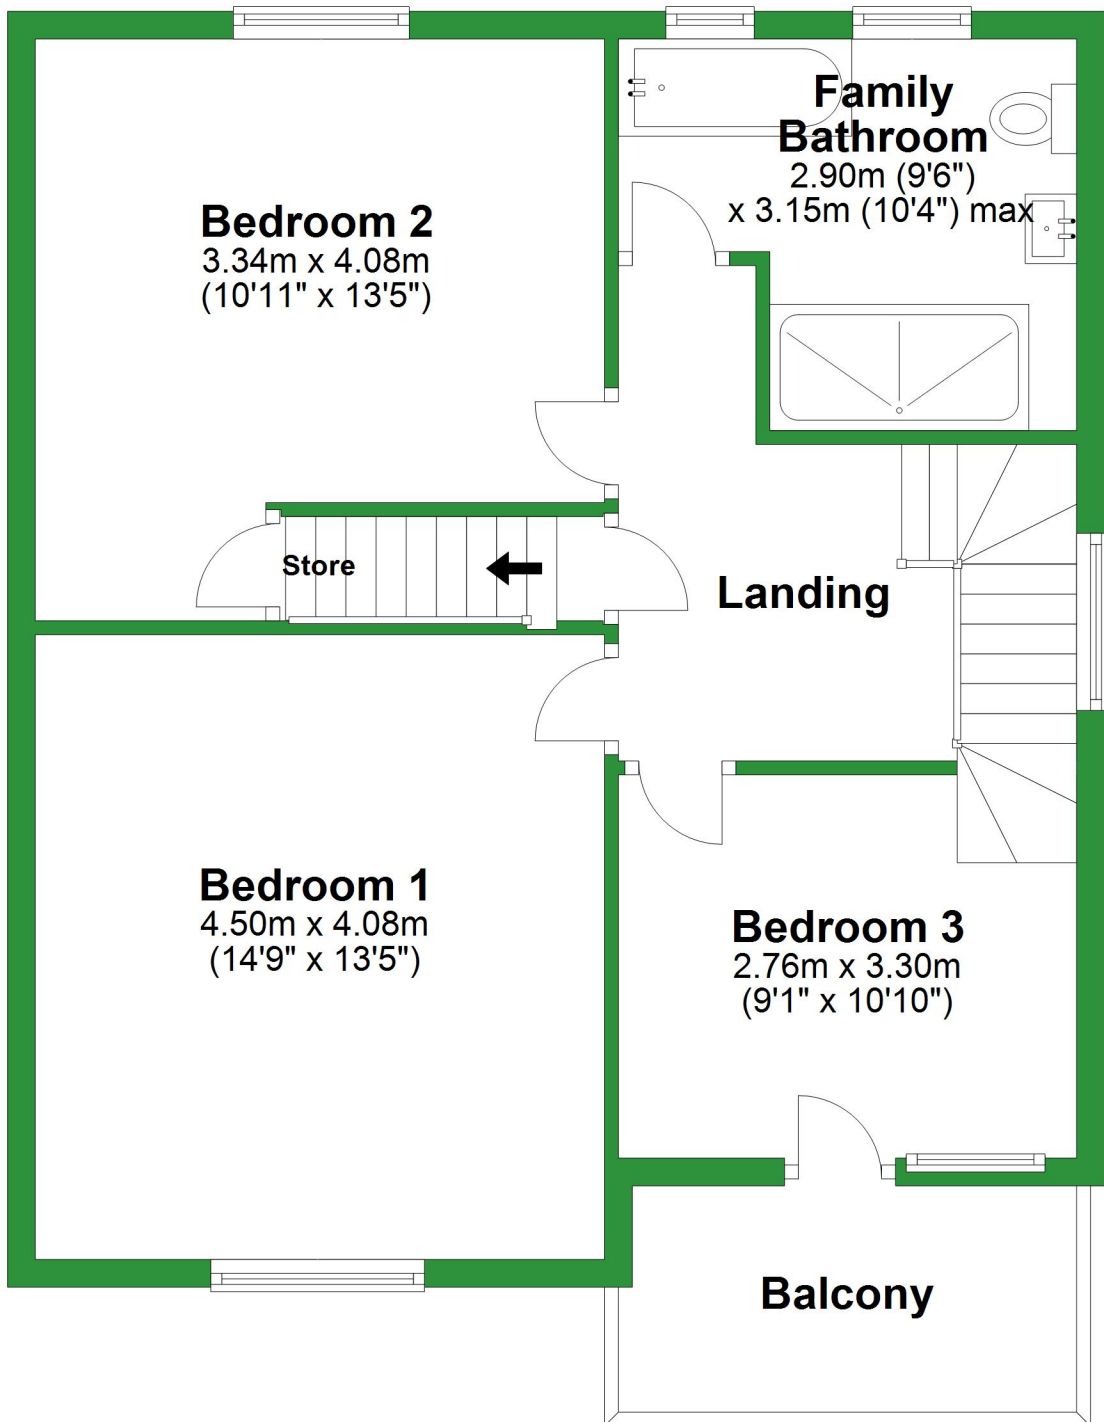 Family
Bathroom
2.90m (9'6")
x 3.15m (10'4") max
Bedroom 2
3.34m x 4.08m
(10'11" x 13'5")
Store
Landing
Bedroom 1
4.50m x 4.08m
(14'9" x 13'5")
Bedroom 3
2.76m x 3.30m
(9'1" x 10'10")
Balcony